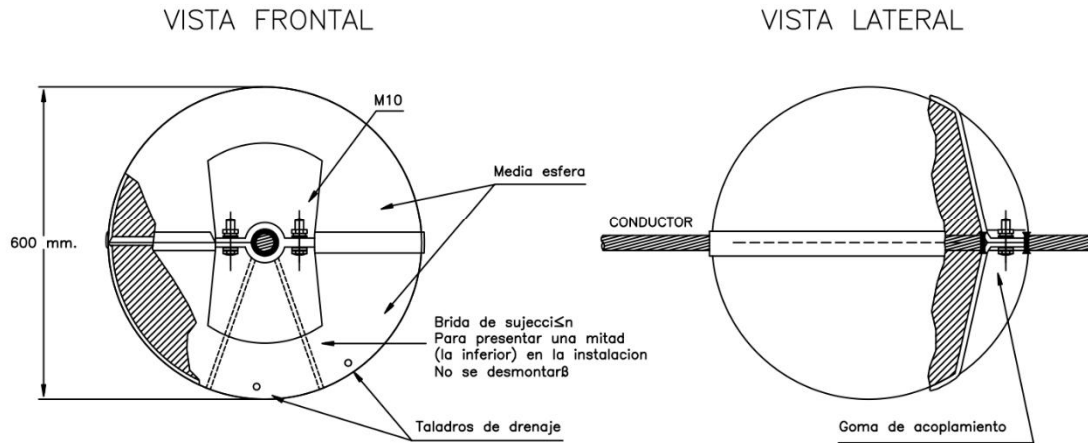 VISTA FRONTAL
VISTA LATERAL
M10
Media esfera
600 mm.
CONDUCTOR
Brida de sujecci≤n
Para presentar una mitad
(la inferior) en la instalacion
No se desmontarß
Taladros de drenaje
Goma de acoplamiento